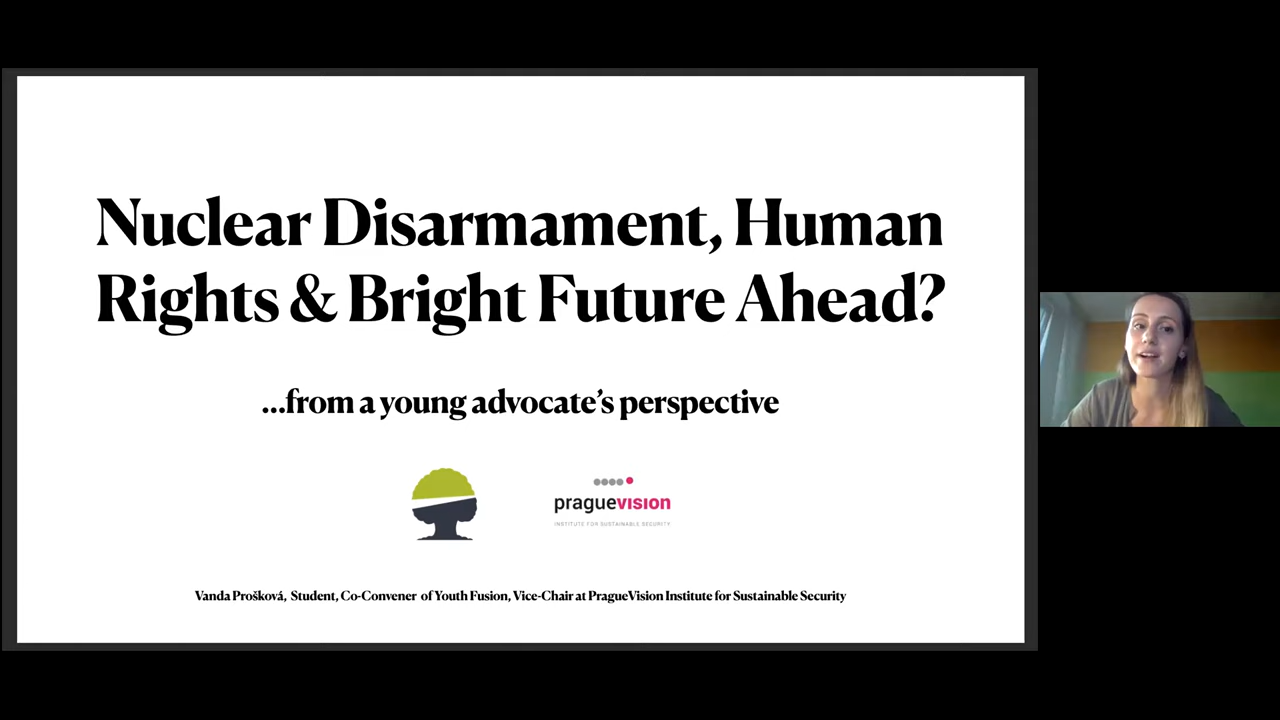 Nuclear Disarmament, Human
Rights & Bright Future Ahead?
...from a young advocate's perspective
praguevision
INSTITUTE FOR SUSTAINABLE SECURITY
Vanda Prošková, Student, Co-Convener of Youth Fusion, Vice-Chair at PragueVision Institute for Sustainable Security